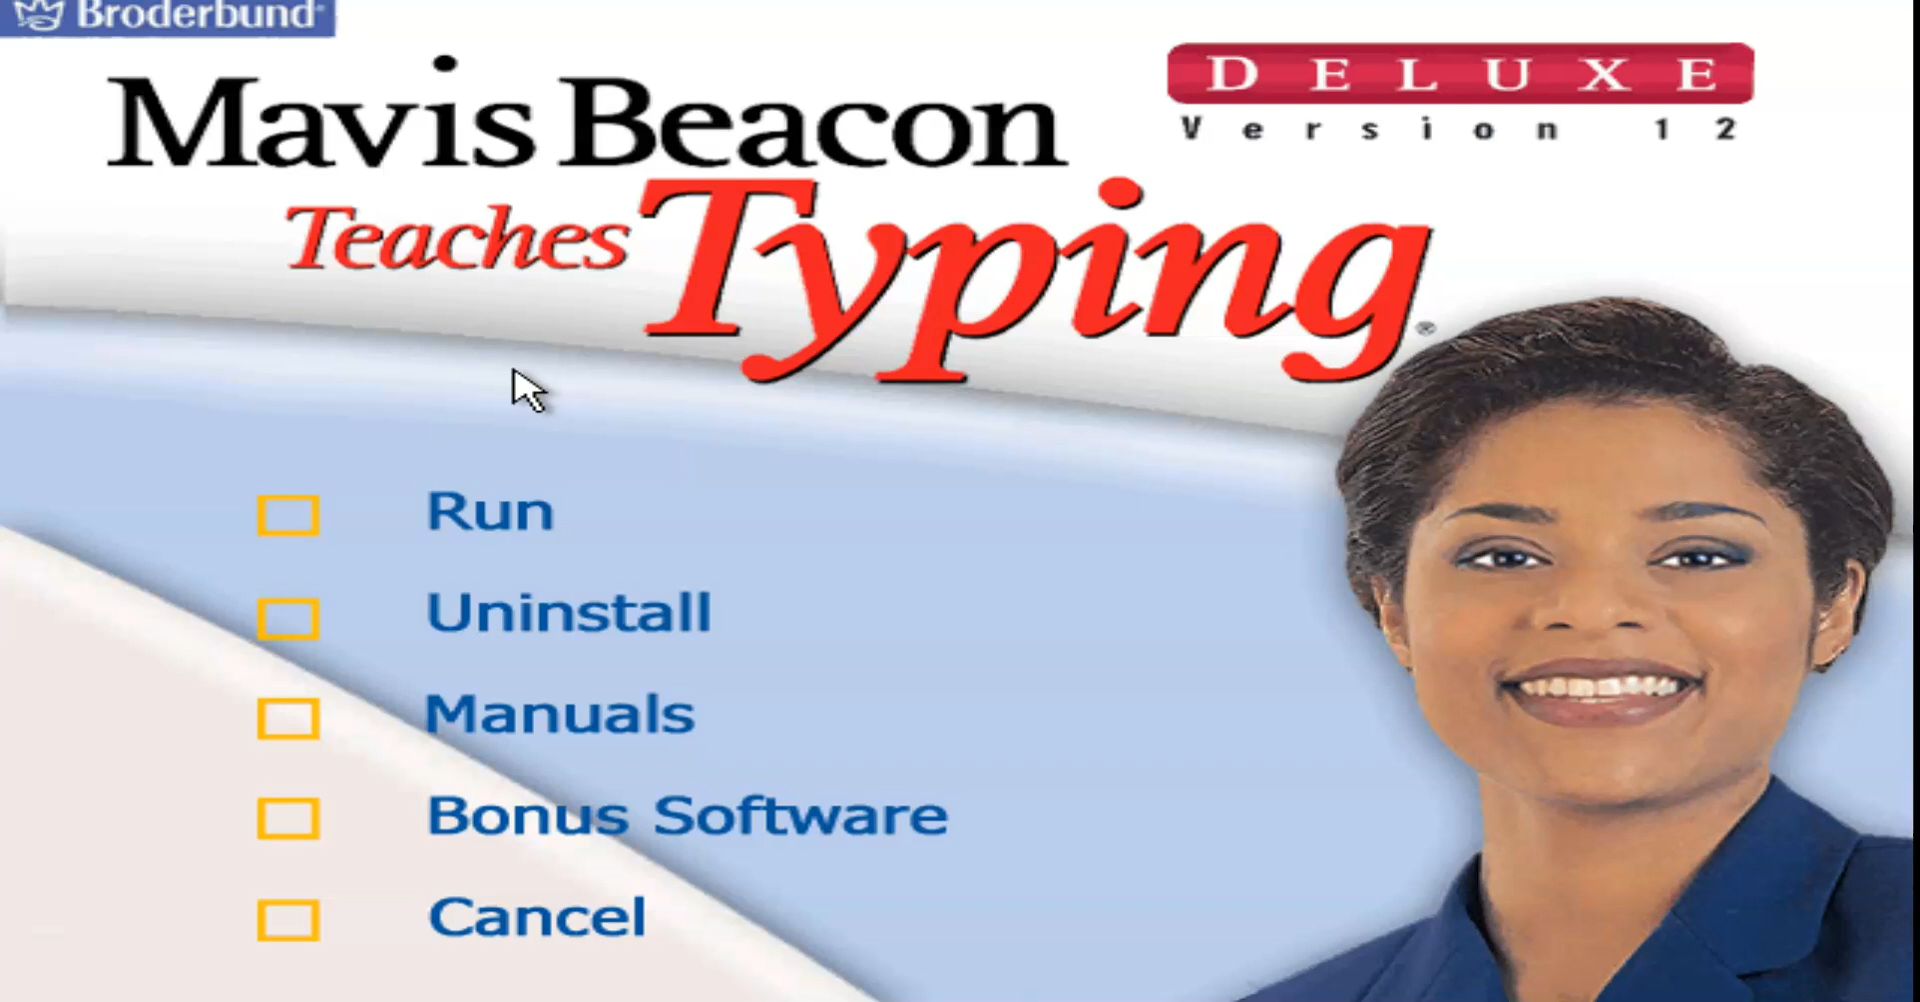 Broderbund®
Mavis Beacon
Teaches Typing®
DELUXE
Version 12
Run
Uninstall
Manuals
Bonus Software
Cancel